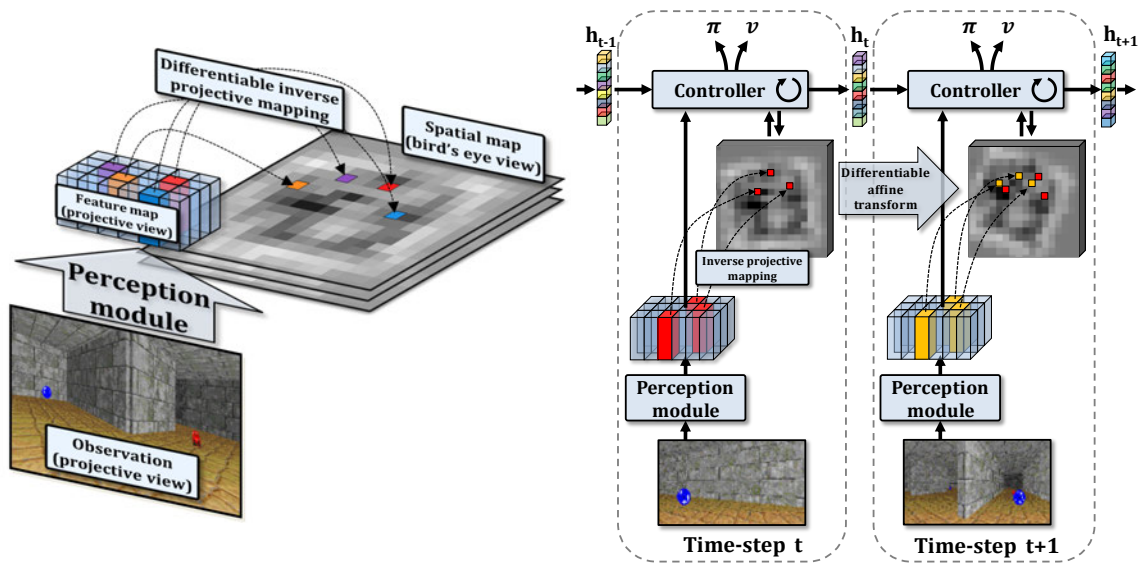 Differentiable inverse
projective mapping
Spatial map
(bird's eye view)
Feature map
(projective view)
Perception
module
Observation
(projective view)
h_{t-1}
π v
Controller
h_t
π v
Controller
h_{t+1}
Differentiable
affine
transform
Inverse projective
mapping
Perception
module
Perception
module
Time-step t
Time-step t+1